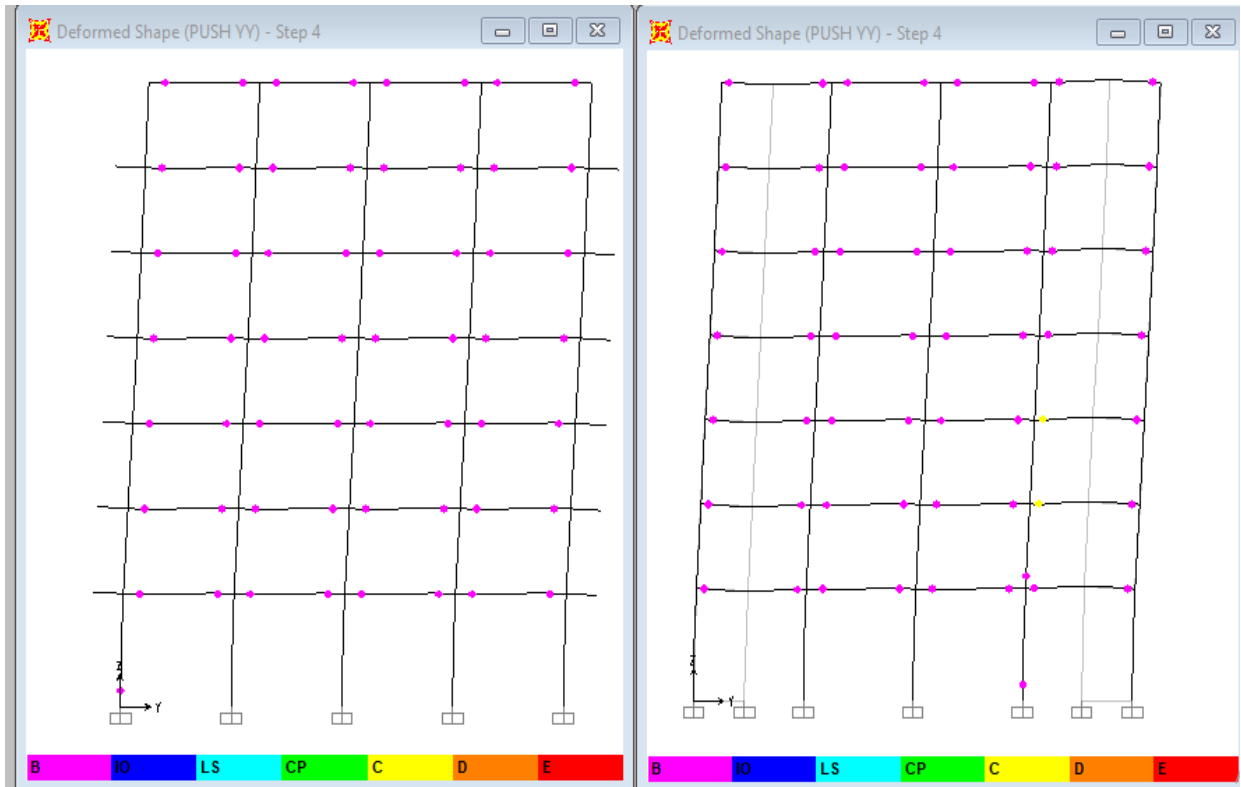 Deformed Shape (PUSH YY) - Step 4
Z
Y
B IO LS CP C D E
Deformed Shape (PUSH YY) - Step 4
Z
Y
B IO LS CP C D E